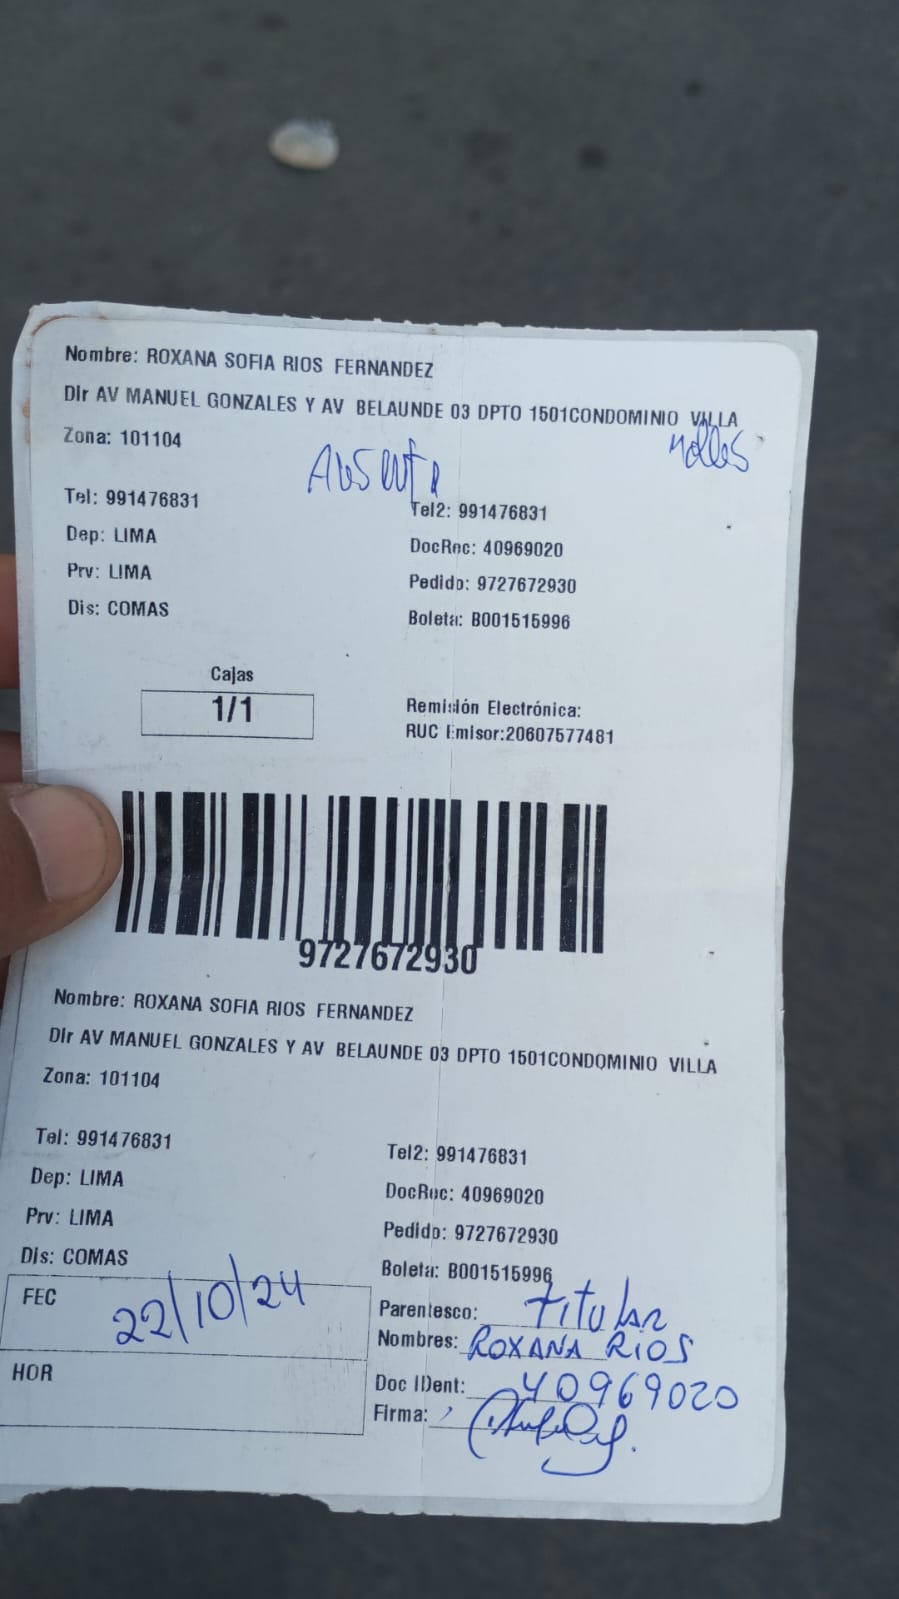 Nombre: ROXANA SOFIA RIOS FERNANDEZ
Dir AV MANUEL GONZALES Y AV BELAUNDE 03 DPTO 1501CONDOMINIO VILLA
Zona: 101104
Tel: 991476831
Tel2: 991476831
Dep: LIMA
DocRec: 40969020
Prv: LIMA
Pedido: 9727672930
Dis: COMAS
Boleta: B001515996
Cajas
1/1
Remisión Electrónica:
RUC Emisor:20607577481
9727672930
Nombre: ROXANA SOFIA RIOS FERNANDEZ
Dir AV MANUEL GONZALES Y AV BELAUNDE 03 DPTO 1501CONDOMINIO VILLA
Zona: 101104
Tel: 991476831
Tel2: 991476831
Dep: LIMA
DocRec: 40969020
Prv: LIMA
Pedido: 9727672930
Dis: COMAS
Boleta: B001515996
FEC 22/10/24
Parentesco: titular
Nombres: ROXANA RIOS
HOR
Doc IDent: 40969020
Firma: